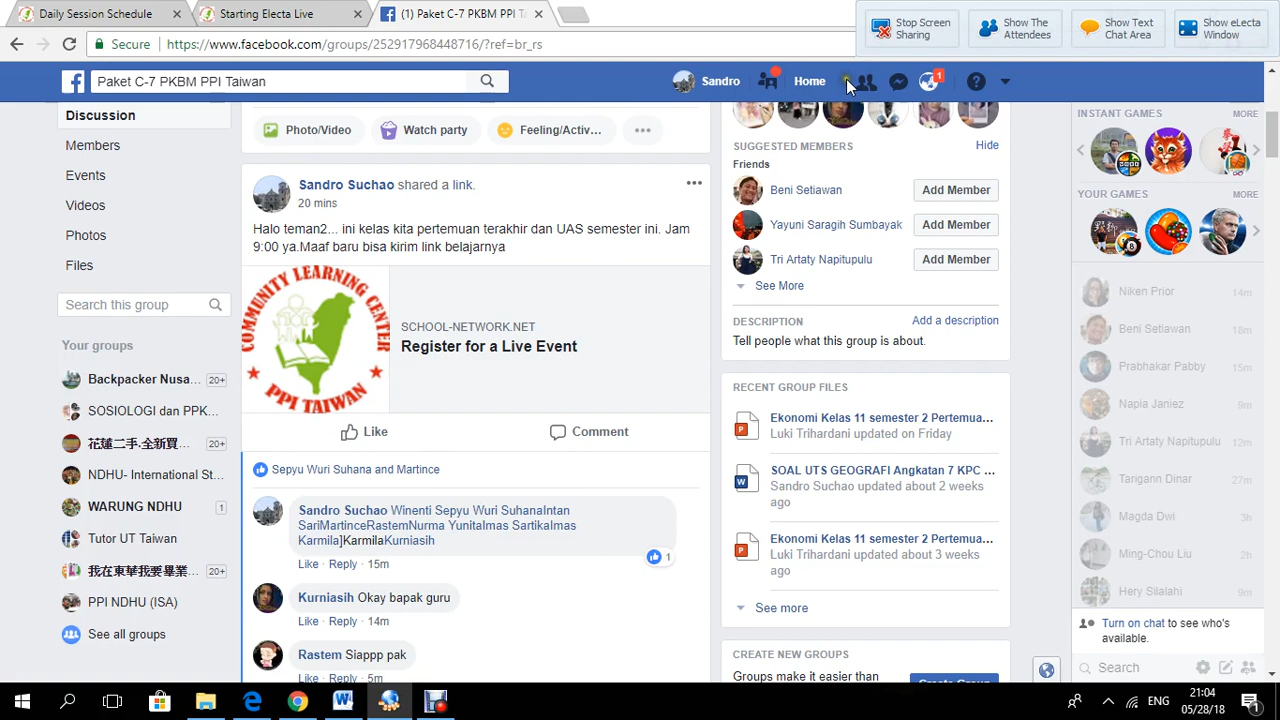 Daily Session Schedule
Starting Electa Live
(1) Paket C-7 PKBM PPI T
Stop Screen Sharing
Show The Attendees
Show Text Chat Area
Show eLecta Window
Secure
https://www.facebook.com/groups/252917968448716/?ref=br_rs
Paket C-7 PKBM PPI Taiwan
Sandro
Home
1
Discussion
Members
Events
Videos
Photos
Files
Search this group
Your groups
Backpacker Nusa... 20+
SOSIOLOGI dan PPK...
花蓮二手.全新買... 20+
NDHU- International St...
WARUNG NDHU 1
Tutor UT Taiwan
我在東華我要畢業... 20+
PPI NDHU (ISA)
See all groups
Photo/Video
Watch party
Feeling/Activ...
Sandro Suchao shared a link.
20 mins
Halo teman2... ini kelas kita pertemuan terakhir dan UAS semester ini. Jam
9:00 ya.Maaf baru bisa kirim link belajarnya
COMMUNITY LEARNING CENTER
PPI TAIWAN
SCHOOL-NETWORK.NET
Register for a Live Event
Like
Comment
Sepyu Wuri Suhana and Martince
Sandro Suchao Winenti Sepyu Wuri SuhanaIntan
SariMartinceRastemNurma YunitaImas SartikaImas
Karmila]KarmilaKurniasih
1
Like · Reply · 15m
Kurniasih Okay bapak guru
Like · Reply · 14m
Rastem Siappp pak
Like · Reply · 5m
SUGGESTED MEMBERS
Hide
Friends
Beni Setiawan
Add Member
Yayuni Saragih Sumbayak
Add Member
Tri Artaty Napitupulu
Add Member
See More
DESCRIPTION
Add a description
Tell people what this group is about.
RECENT GROUP FILES
Ekonomi Kelas 11 semester 2 Pertemua...
Luki Trihardani updated on Friday
SOAL UTS GEOGRAFI Angkatan 7 KPC ...
Sandro Suchao updated about 2 weeks
ago
Ekonomi Kelas 11 semester 2 Pertemua...
Luki Trihardani updated about 3 weeks
ago
See more
CREATE NEW GROUPS
Groups make it easier than
INSTANT GAMES
MORE
YOUR GAMES
MORE
Niken Prior 14m
Beni Setiawan 18m
Prabhakar Pabby 15m
Napia Janiez 9m
Tri Artaty Napitupulu 12m
Tarigann Dinar 27m
Magda Dwi 3h
Ming-Chou Liu 2h
Hery Silalahi 9m
Turn on chat to see who's
available.
Search
ENG
21:04
05/28/18
1